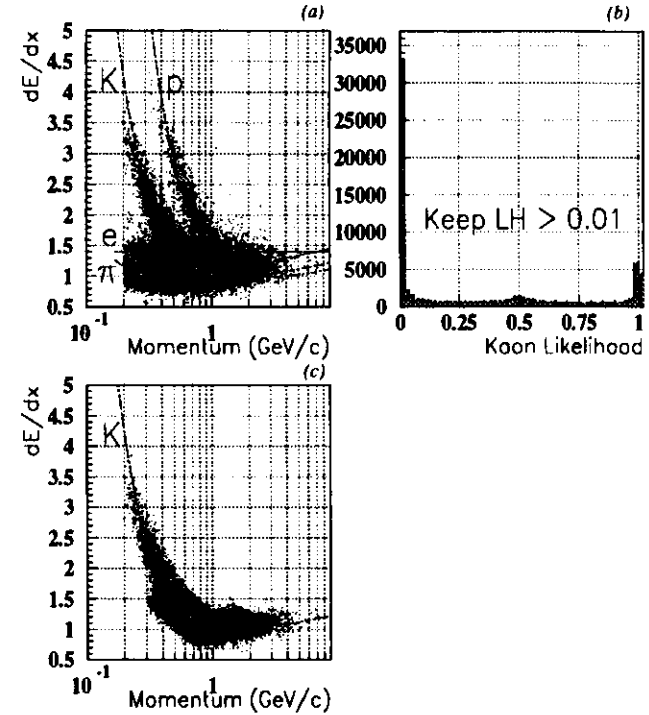 (a)
dE/dx
5
4.5
4
3.5
3
2.5
2
1.5
1
0.5
K
p
e
π
10⁻¹
1
Momentum (GeV/c)
(b)
35000
30000
25000
20000
15000
10000
5000
0
Keep LH > 0.01
0
0.25
0.5
0.75
1
Kaon Likelihood
(c)
dE/dx
5
4.5
4
3.5
3
2.5
2
1.5
1
0.5
K
10⁻¹
1
Momentum (GeV/c)